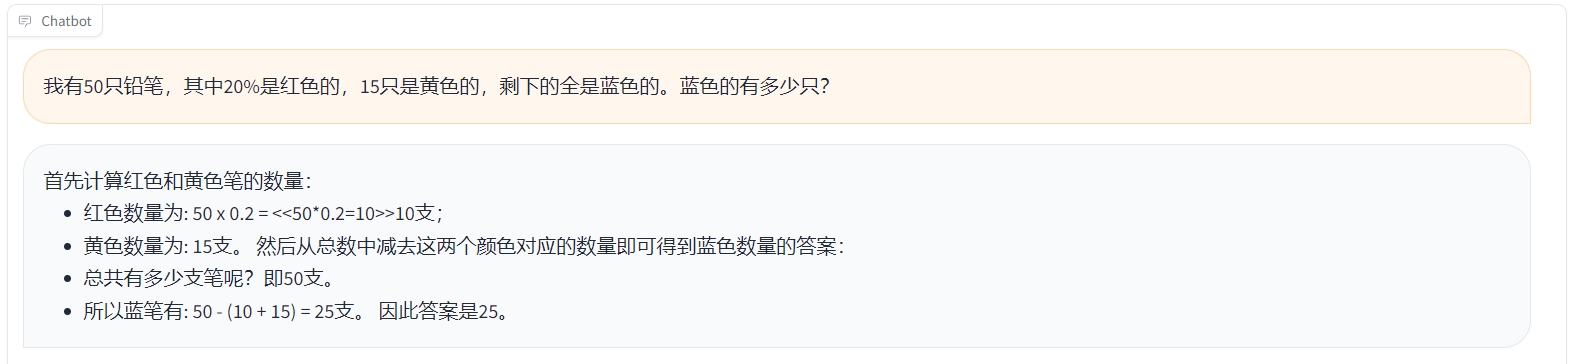 Chatbot
我有50只铅笔，其中20%是红色的，15只是黄色的，剩下的全是蓝色的。蓝色的有多少只？
首先计算红色和黄色笔的数量：
• 红色数量为: 50 x 0.2 = <<50*0.2=10>>10支；
• 黄色数量为: 15支。 然后从总数中减去这两个颜色对应的数量即可得到蓝色数量的答案：
• 总共有多少支笔呢？即50支。
• 所以蓝笔有: 50 - (10 + 15) = 25支。 因此答案是25。